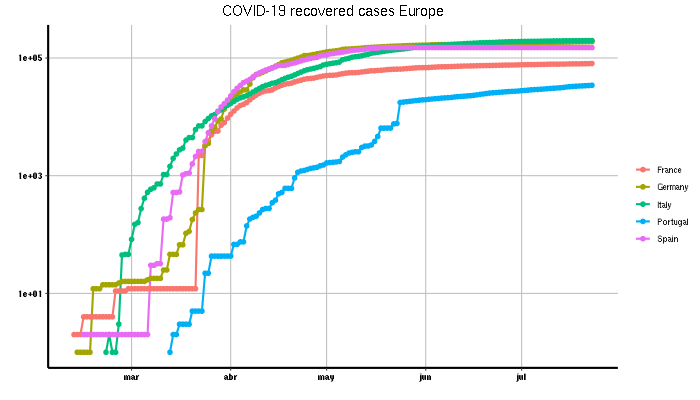 COVID-19 recovered cases Europe
1e+05
1e+03
1e+01
mar
abr
may
jun
jul
France
Germany
Italy
Portugal
Spain